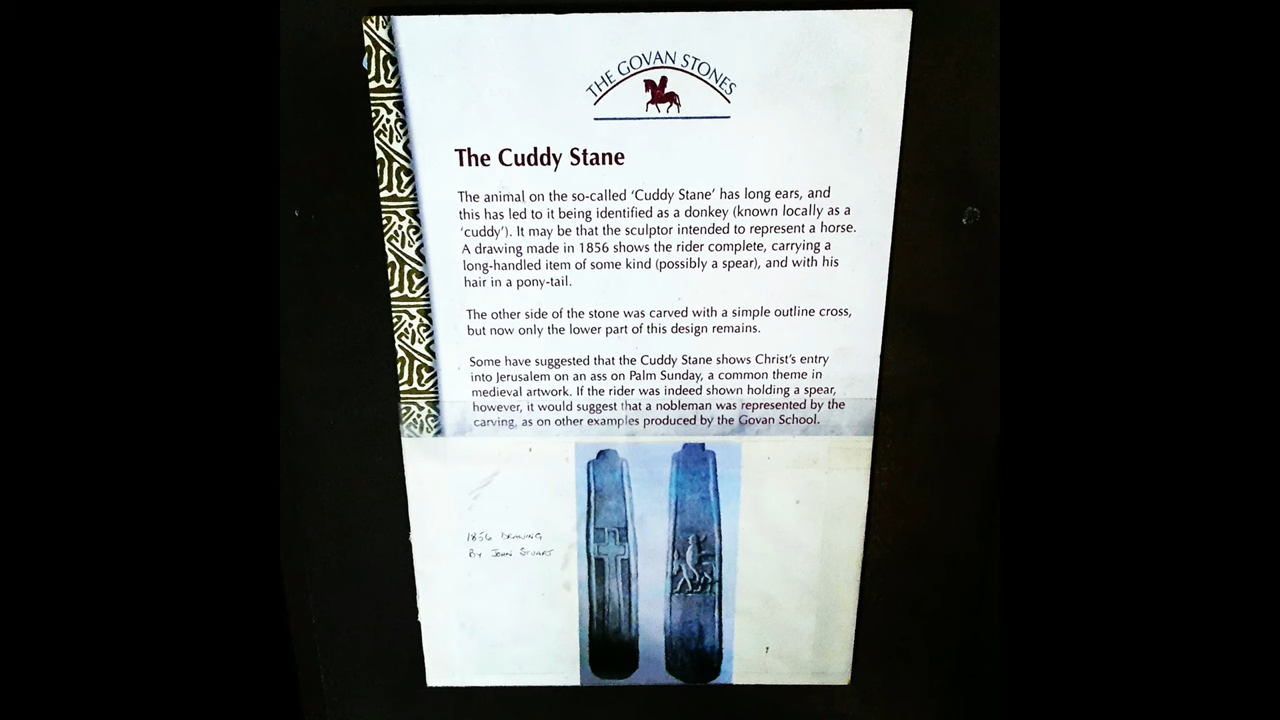 THE GOVAN STONES
The Cuddy Stane
The animal on the so-called ‘Cuddy Stane’ has long ears, and
this has led to it being identified as a donkey (known locally as a
‘cuddy’). It may be that the sculptor intended to represent a horse.
A drawing made in 1856 shows the rider complete, carrying a
long-handled item of some kind (possibly a spear), and with his
hair in a pony-tail.
The other side of the stone was carved with a simple outline cross,
but now only the lower part of this design remains.
Some have suggested that the Cuddy Stane shows Christ’s entry
into Jerusalem on an ass on Palm Sunday, a common theme in
medieval artwork. If the rider was indeed shown holding a spear,
however, it would suggest that a nobleman was represented by the
carving, as on other examples produced by the Govan School.
1856 DRAWING
BY JOHN STUART